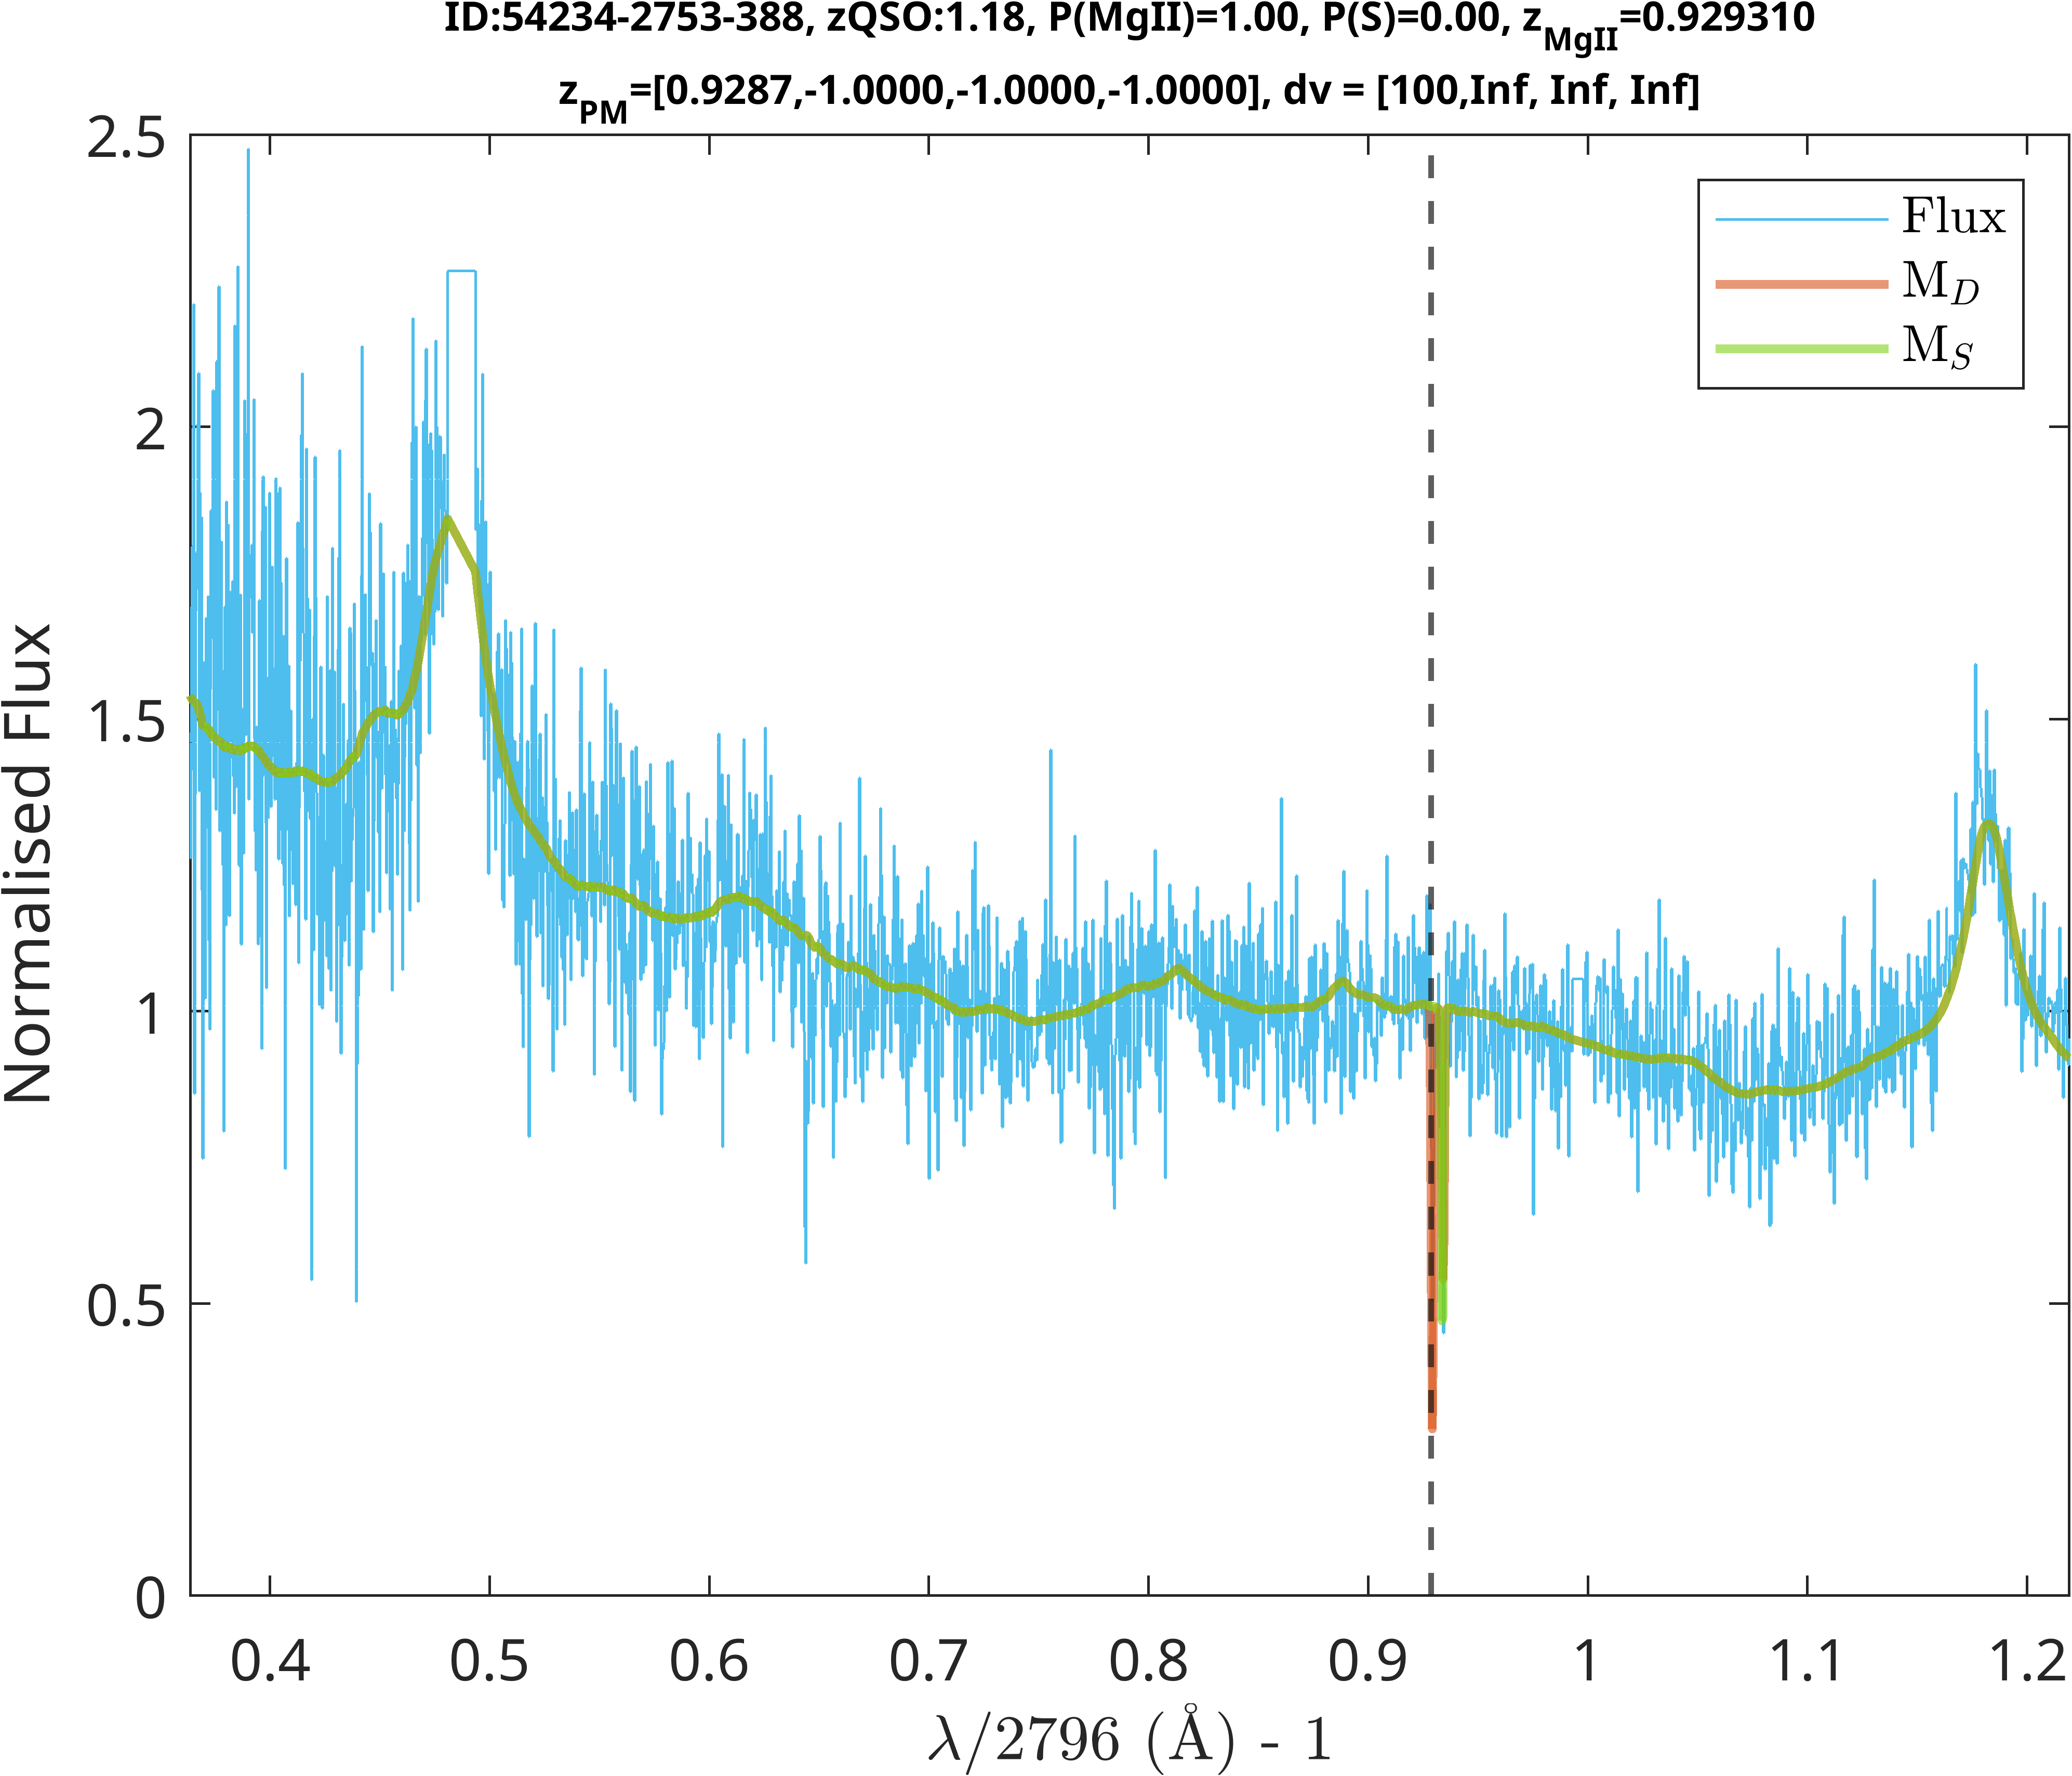 ID:54234-2753-388, zQSO:1.18, P(MgII)=1.00, P(S)=0.00, zMgII=0.929310
zPM=[0.9287,-1.0000,-1.0000,-1.0000], dv = [100,Inf, Inf, Inf]
2.5
2
1.5
1
0.5
0
Normalised Flux
Flux
MD
MS
0.4 0.5 0.6 0.7 0.8 0.9 1 1.1 1.2
λ/2796 (Å) - 1